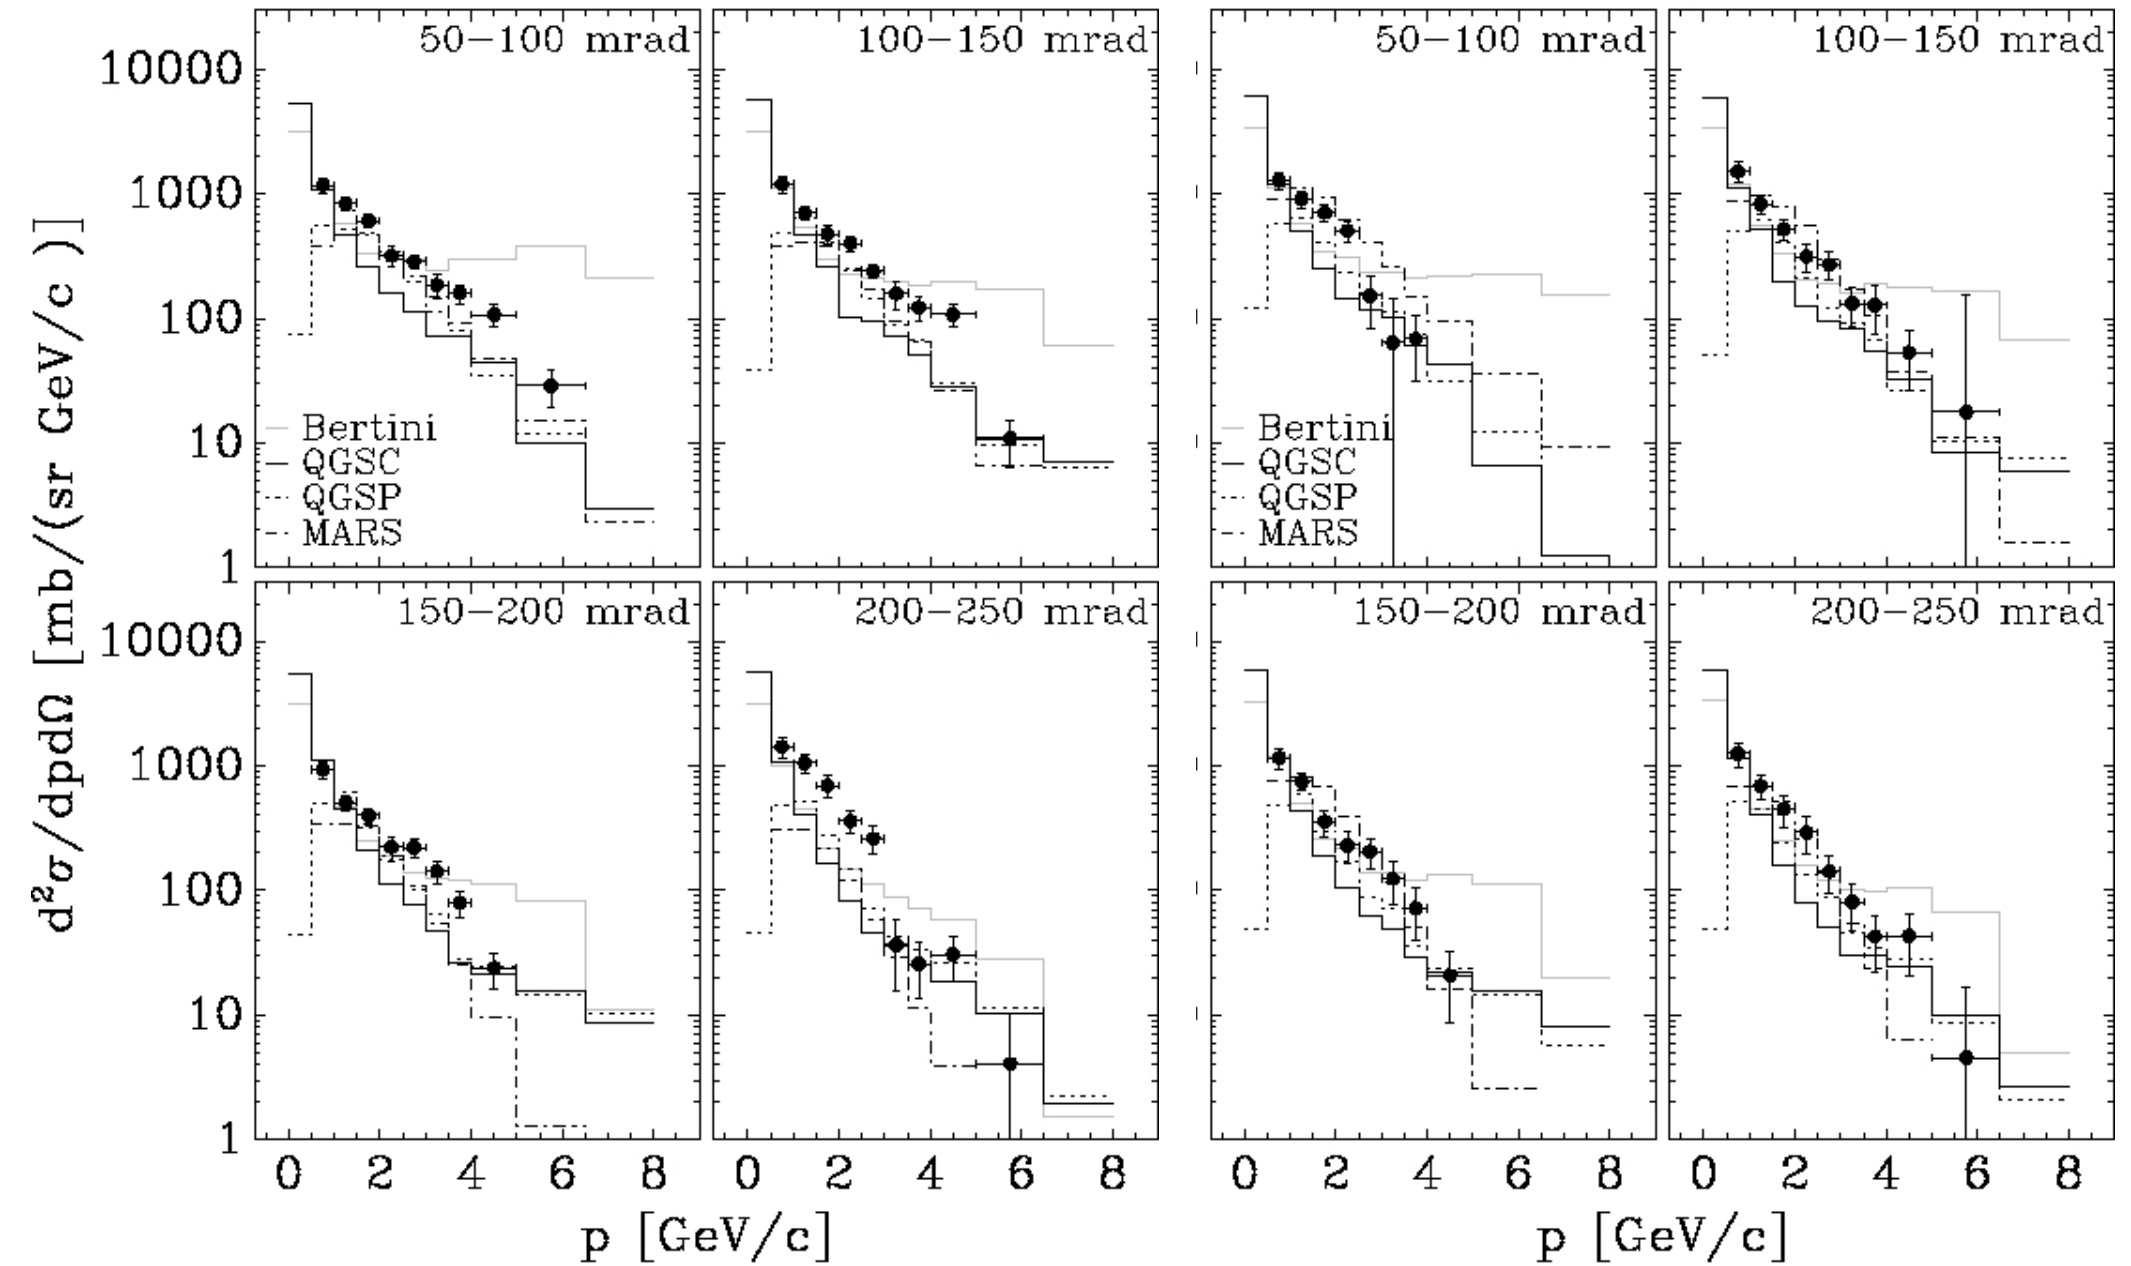 d²σ/dpdΩ [mb/(sr GeV/c )]
50−100 mrad
10000
1000
100
10
1
Bertini
QGSC
QGSP
MARS
100−150 mrad
50−100 mrad
Bertini
QGSC
QGSP
MARS
100−150 mrad
150−200 mrad
10000
1000
100
10
1
0 2 4 6 8
200−250 mrad
0 2 4 6 8
150−200 mrad
0 2 4 6 8
200−250 mrad
0 2 4 6 8
p [GeV/c]
p [GeV/c]